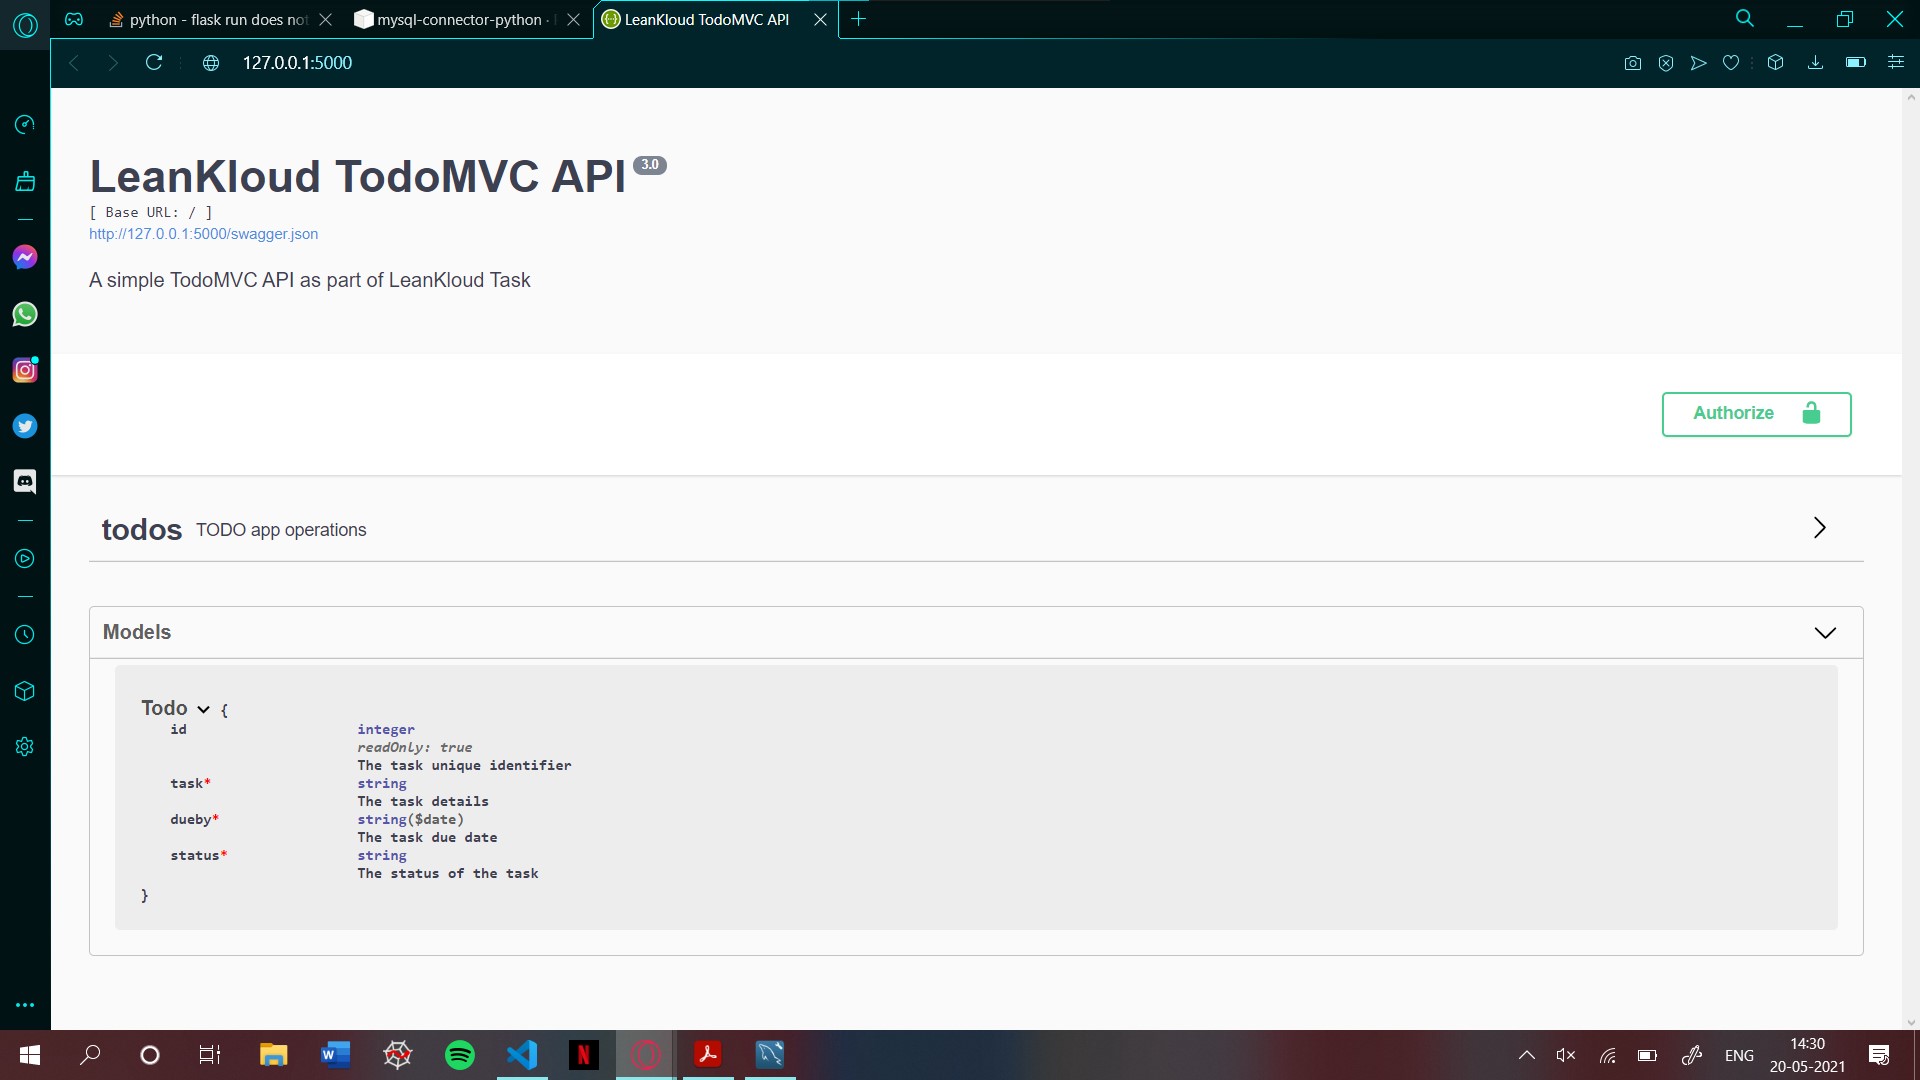 python - flask run does not
mysql-connector-python ·
LeanKloud TodoMVC API
127.0.0.1:5000
LeanKloud TodoMVC API 3.0
[ Base URL: / ]
http://127.0.0.1:5000/swagger.json
A simple TodoMVC API as part of LeanKloud Task
Authorize
todos TODO app operations
Models
Todo {
id integer
readOnly: true
The task unique identifier
task* string
The task details
dueby* string($date)
The task due date
status* string
The status of the task
}
ENG
14:30
20-05-2021